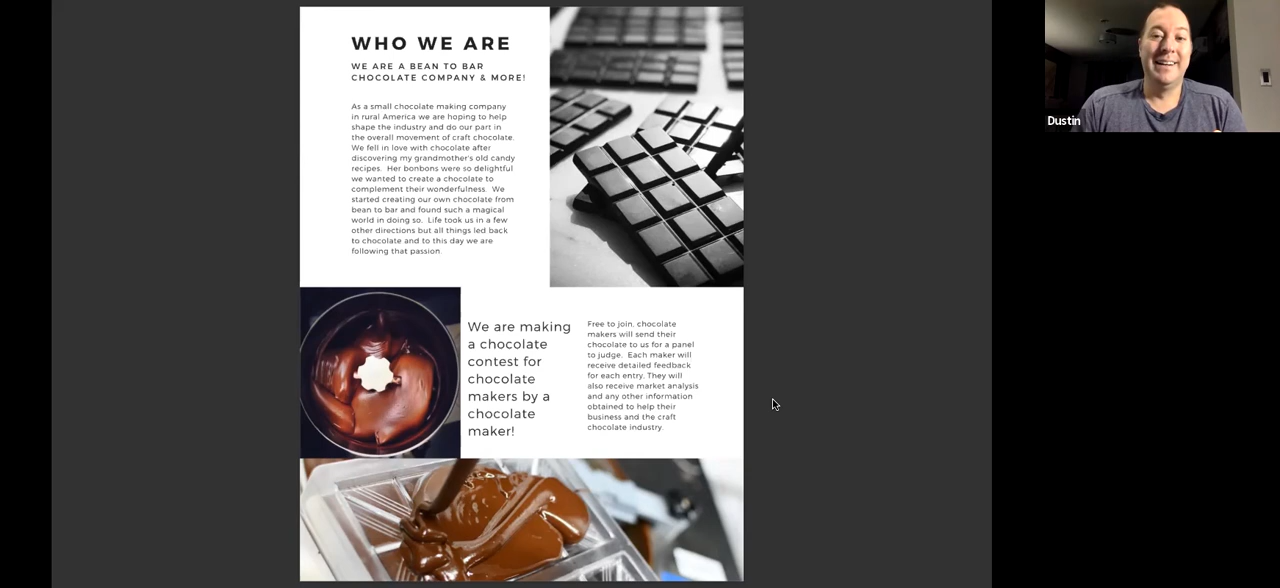 WHO WE ARE
WE ARE A BEAN TO BAR
CHOCOLATE COMPANY & MORE!
As a small chocolate making company
in rural America we are hoping to help
shape the industry and do our part in
the overall movement of craft chocolate.
We fell in love with chocolate after
discovering my grandmother's old candy
recipes. Her bonbons were so delightful
we wanted to create a chocolate to
complement their wonderfulness. We
started creating our own chocolate from
bean to bar and found such a magical
world in doing so. Life took us in a few
other directions but all things led back
to chocolate and to this day we are
following that passion.
We are making
a chocolate
contest for
chocolate
makers by a
chocolate
maker!
Free to join, chocolate
makers will send their
chocolate to us for a panel
to judge. Each maker will
receive detailed feedback
for each entry. They will
also receive market analysis
and any other information
obtained to help their
business and the craft
chocolate industry.
Dustin